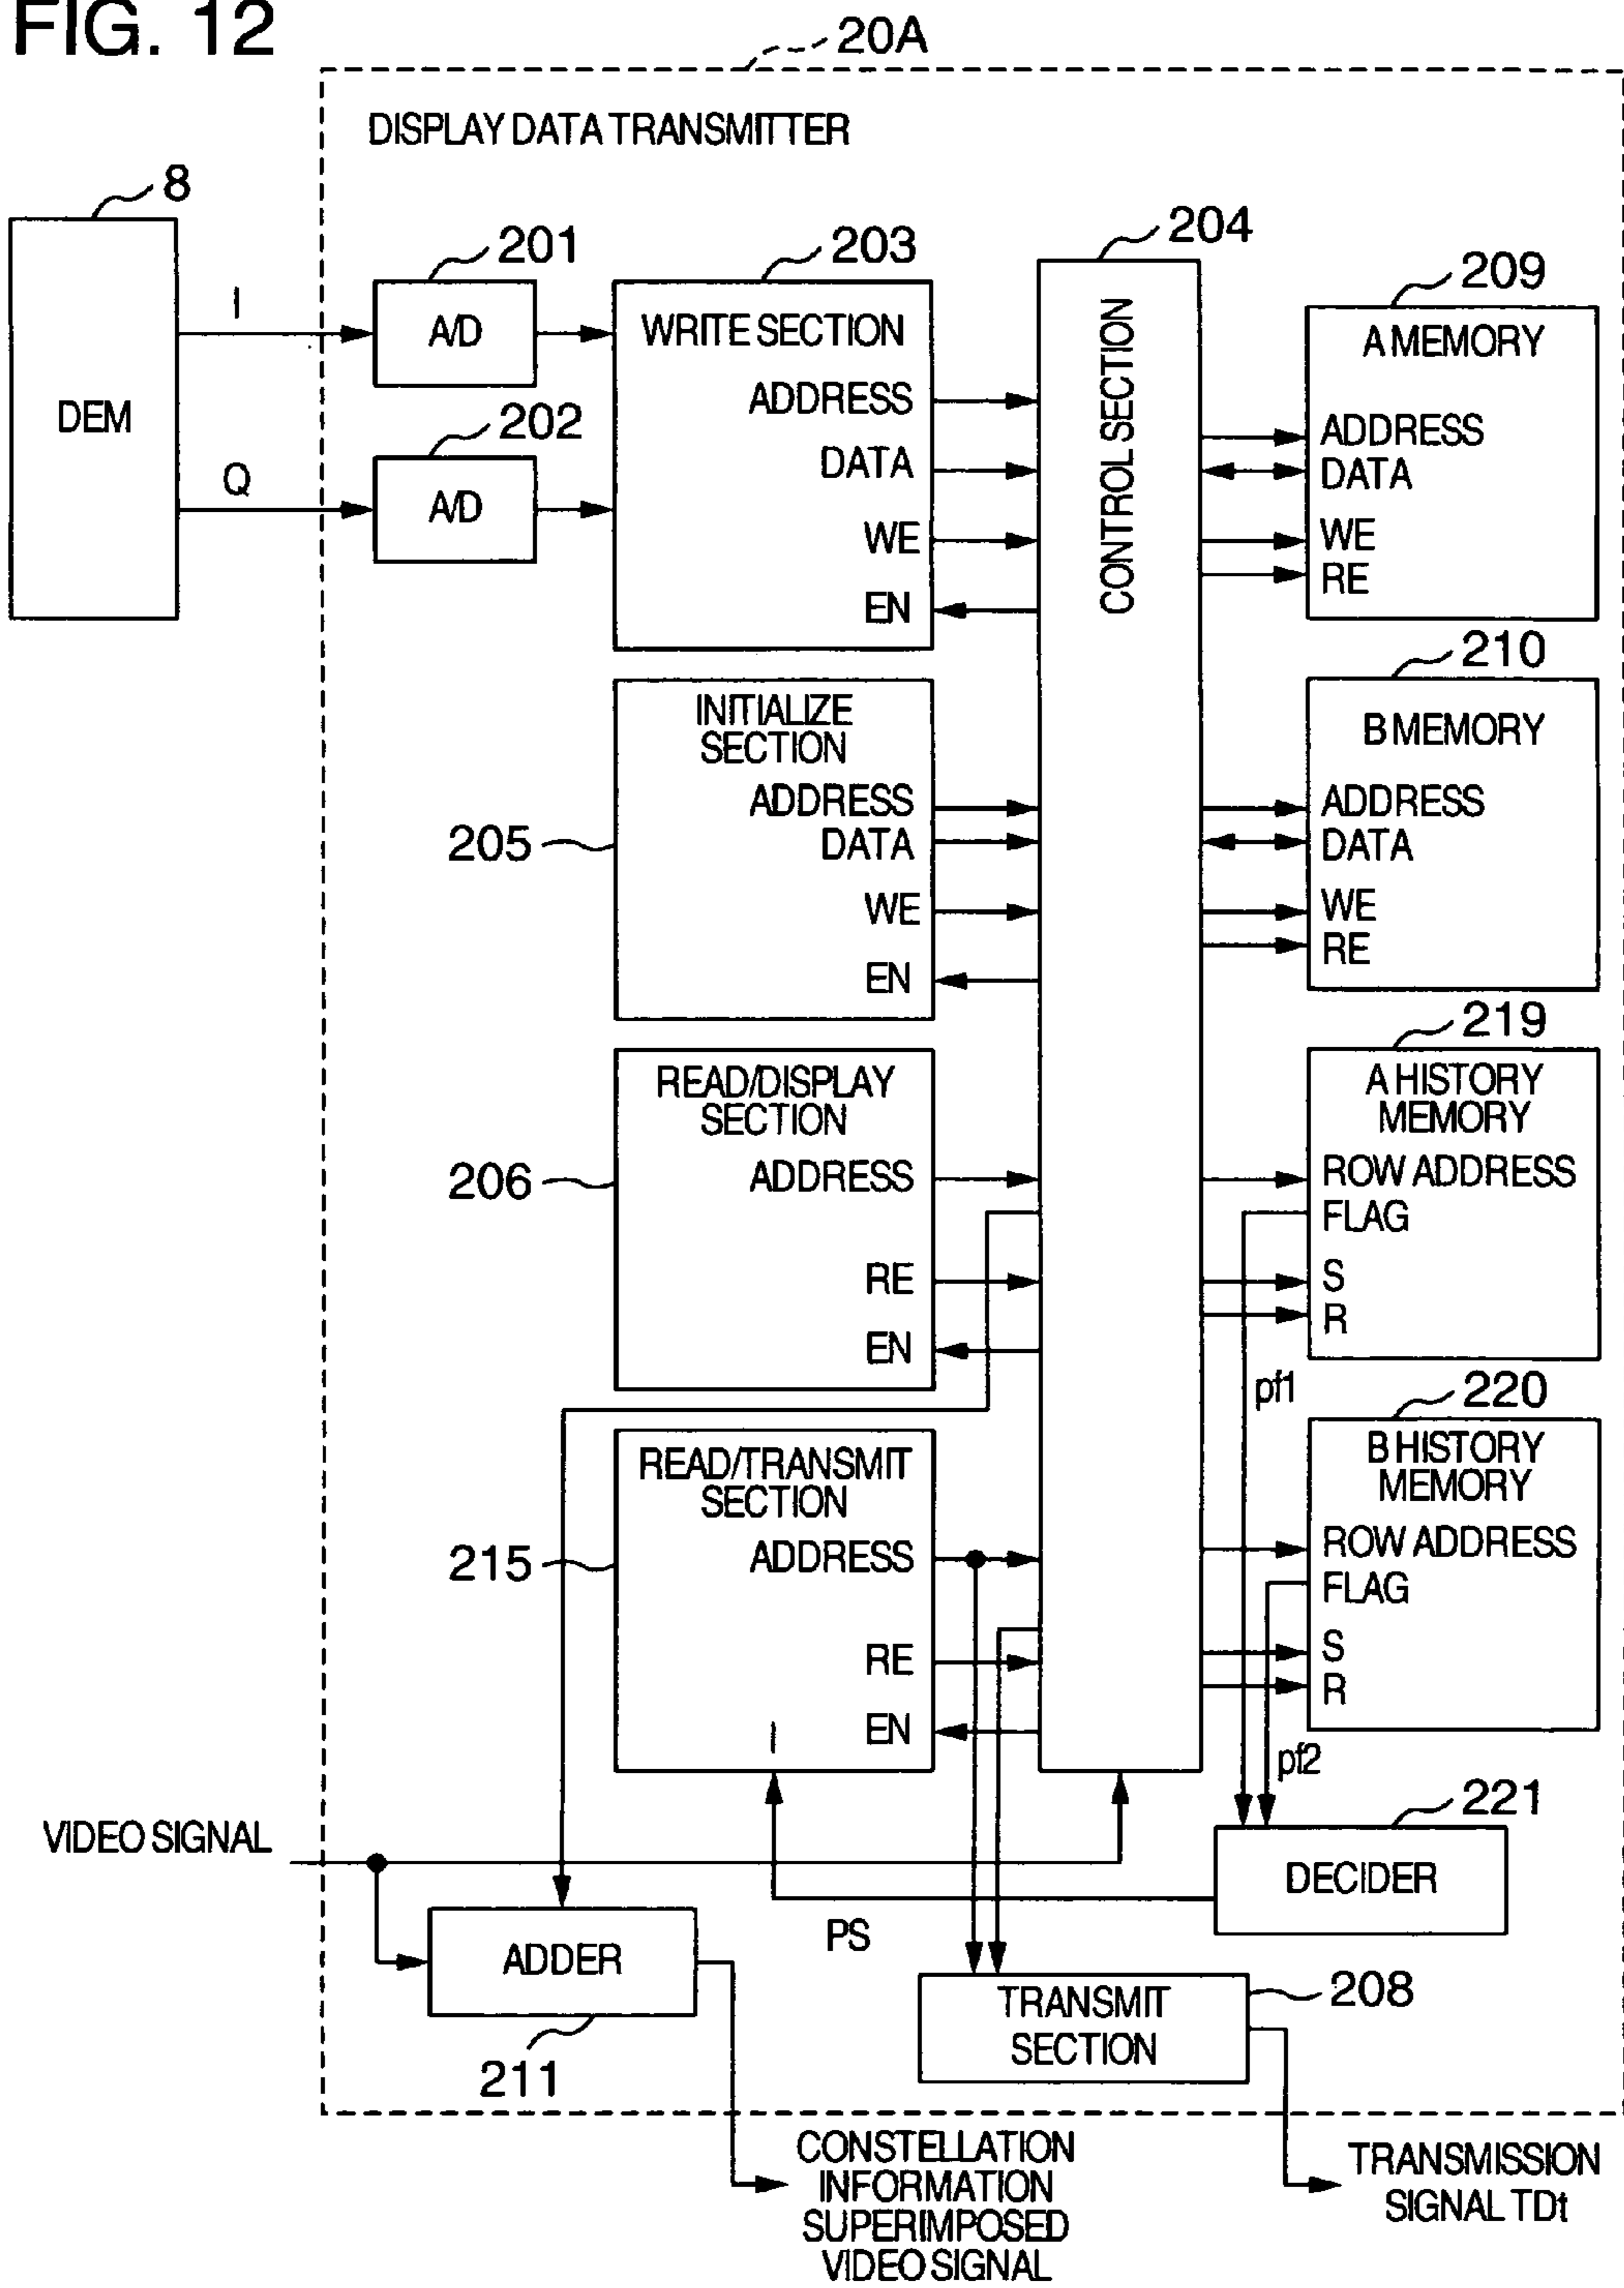 FIG. 12
20A
DISPLAY DATA TRANSMITTER
8
DEM
I
Q
201
A/D
202
A/D
203
WRITE SECTION
ADDRESS
DATA
WE
EN
204
CONTROL SECTION
209
A MEMORY
ADDRESS
DATA
WE
RE
210
B MEMORY
ADDRESS
DATA
WE
RE
205
INITIALIZE
SECTION
ADDRESS
DATA
WE
EN
206
READ/DISPLAY
SECTION
ADDRESS
RE
EN
219
A HISTORY
MEMORY
ROW ADDRESS
FLAG
S
R
pf1
220
B HISTORY
MEMORY
ROW ADDRESS
FLAG
S
R
pf2
215
READ/TRANSMIT
SECTION
ADDRESS
RE
EN
I
VIDEO SIGNAL
221
DECIDER
PS
ADDER
211
TRANSMIT
SECTION
208
CONSTELLATION
INFORMATION
SUPERIMPOSED
VIDEO SIGNAL
TRANSMISSION
SIGNAL TDt